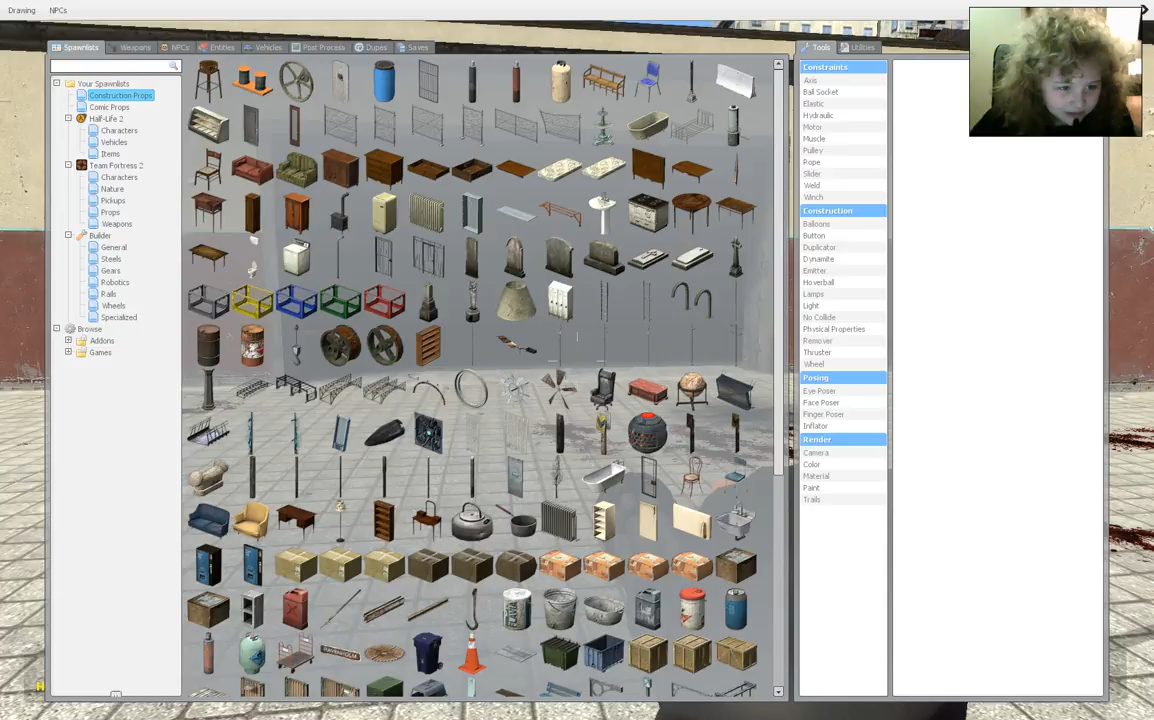 Drawing NPCs
Spawnlists Weapons NPCs Entities Vehicles Post Process Dupes Saves
Tools Utilities
Your Spawnlists
Construction Props
Comic Props
Half-Life 2
Characters
Vehicles
Items
Team Fortress 2
Characters
Nature
Pickups
Props
Weapons
Builder
General
Steels
Gears
Robotics
Rails
Wheels
Specialized
Browse
Addons
Games
RAVENHOLM
Constraints
Axis
Ball Socket
Elastic
Hydraulic
Motor
Muscle
Pulley
Rope
Slider
Weld
Winch
Construction
Balloons
Button
Duplicator
Dynamite
Emitter
Hoverball
Lamps
Light
No Collide
Physical Properties
Remover
Thruster
Wheel
Posing
Eye Poser
Face Poser
Finger Poser
Inflator
Render
Camera
Color
Material
Paint
Trails